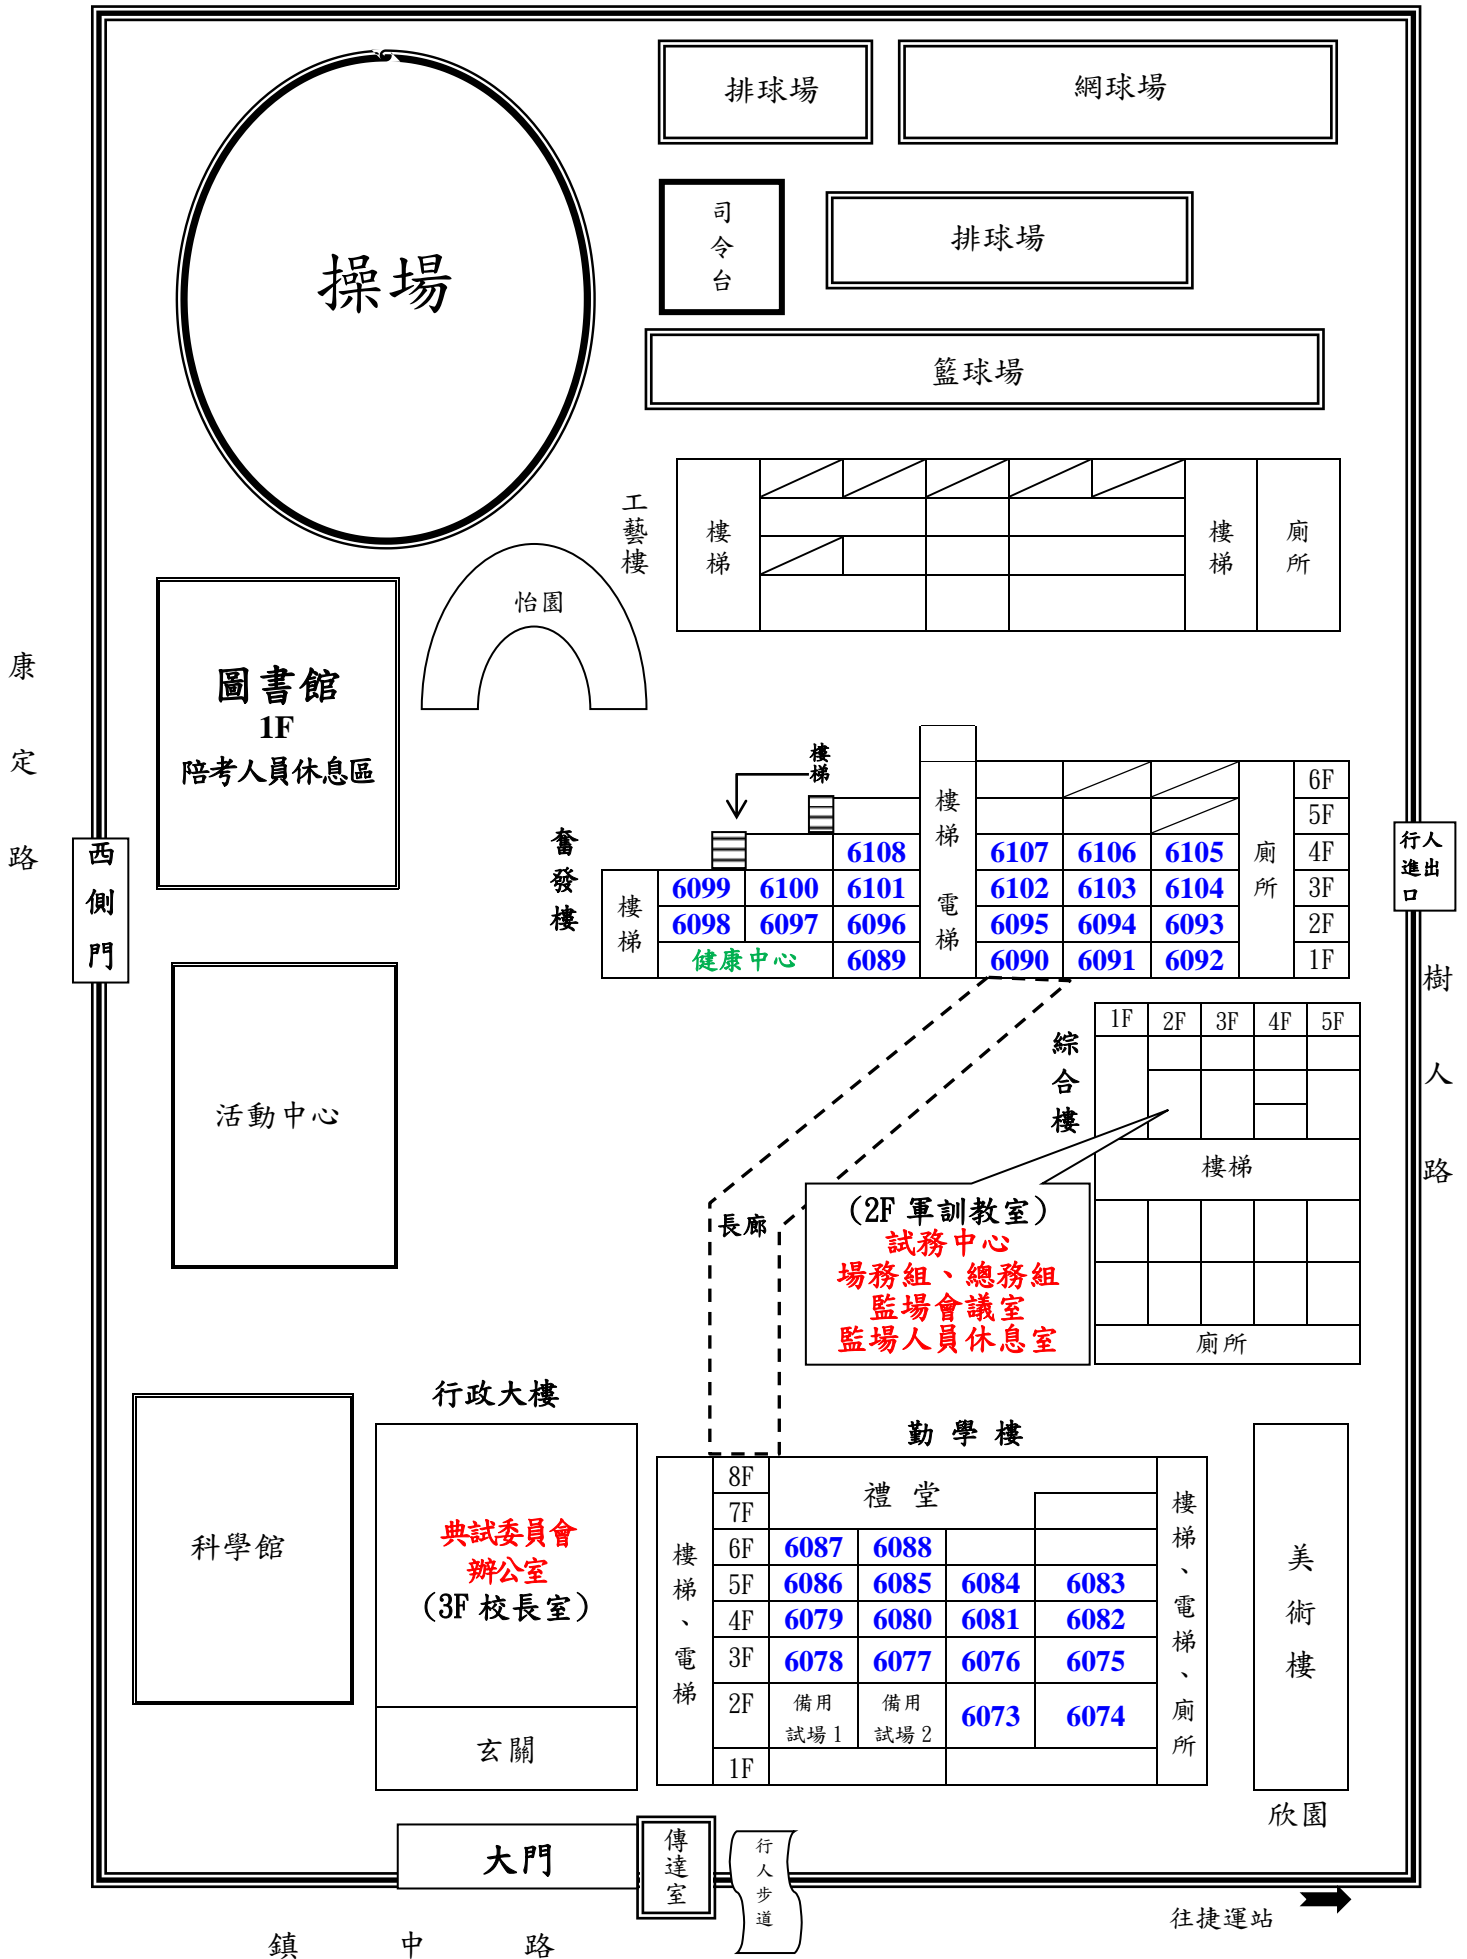 排球場
網球場
司令台
排球場
操場
籃球場
工藝樓
樓梯
樓梯
廁所
怡園
圖書館
1F
陪考人員休息區
康定路
西側門
奮發樓
樓梯
樓梯 電梯
廁所
6F
5F
6108
6107 6106 6105
4F
樓梯
6099 6100 6101
6102 6103 6104
3F
6098 6097 6096
6095 6094 6093
2F
健康中心 6089
6090 6091 6092
1F
行人
進出
口
樹人路
活動中心
綜合樓
1F 2F 3F 4F 5F
樓梯
廁所
長廊
(2F 軍訓教室)
試務中心
場務組、總務組
監場會議室
監場人員休息室
行政大樓
典試委員會
辦公室
(3F 校長室)
玄關
科學館
勤學樓
樓梯、電梯
8F
禮堂
7F
6F 6087 6088
5F 6086 6085 6084 6083
4F 6079 6080 6081 6082
3F 6078 6077 6076 6075
2F 備用試場 1 備用試場 2 6073 6074
1F
樓梯、電梯、廁所
美術樓
欣園
大門
傳達室
行人步道
往捷運站
鎮中路